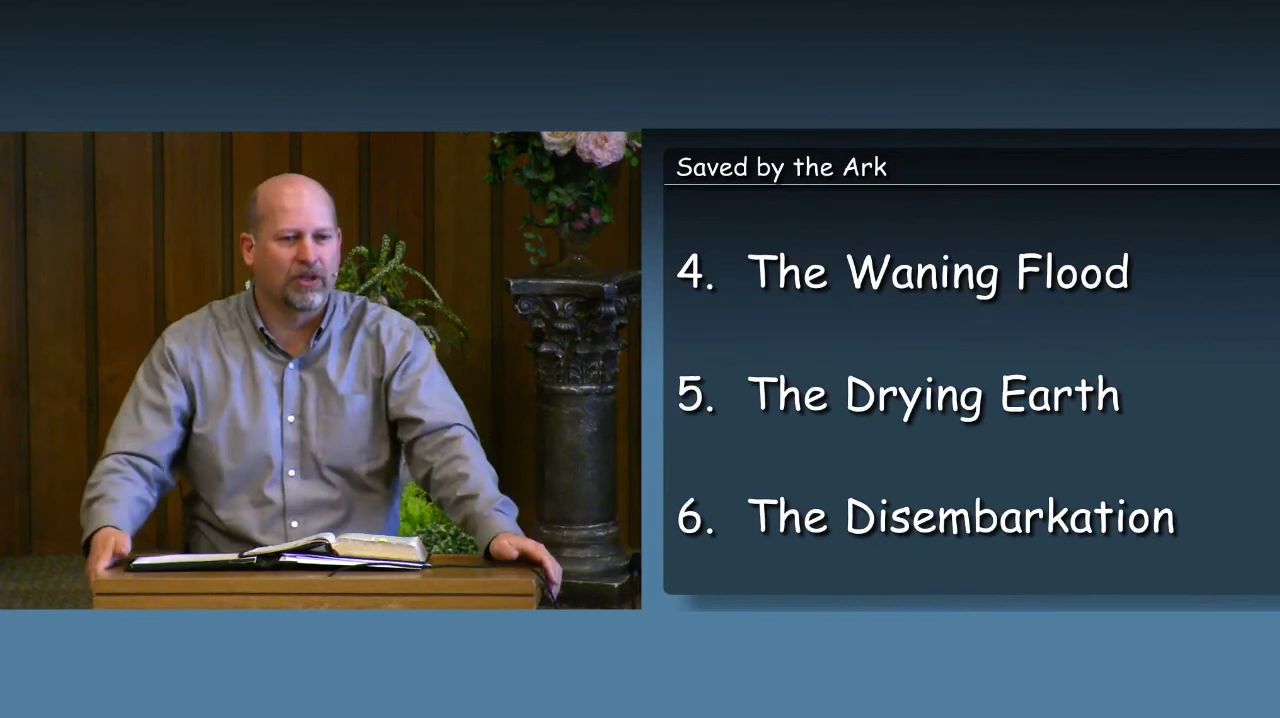 Saved by the Ark
4. The Waning Flood
5. The Drying Earth
6. The Disembarkation